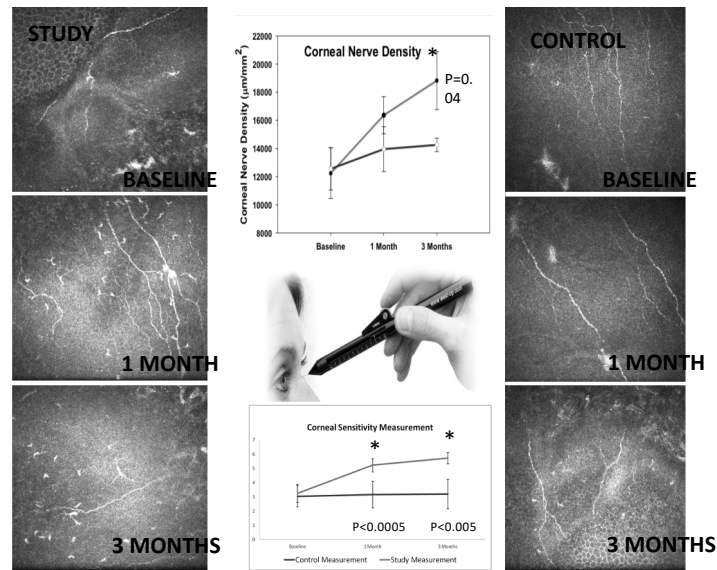 STUDY
BASELINE
1 MONTH
3 MONTHS
Corneal Nerve Density *
P=0.
04
Corneal Nerve Density (µm/mm²)
22000
20000
18000
16000
14000
12000
10000
8000
Baseline 1 Month 3 Months
Corneal Sensitivity Measurement
* *
7
6
5
4
3
2
1
0
P<0.0005 P<0.005
Baseline 1 Month 3 Months
Control Measurement Study Measurement
CONTROL
BASELINE
1 MONTH
3 MONTHS